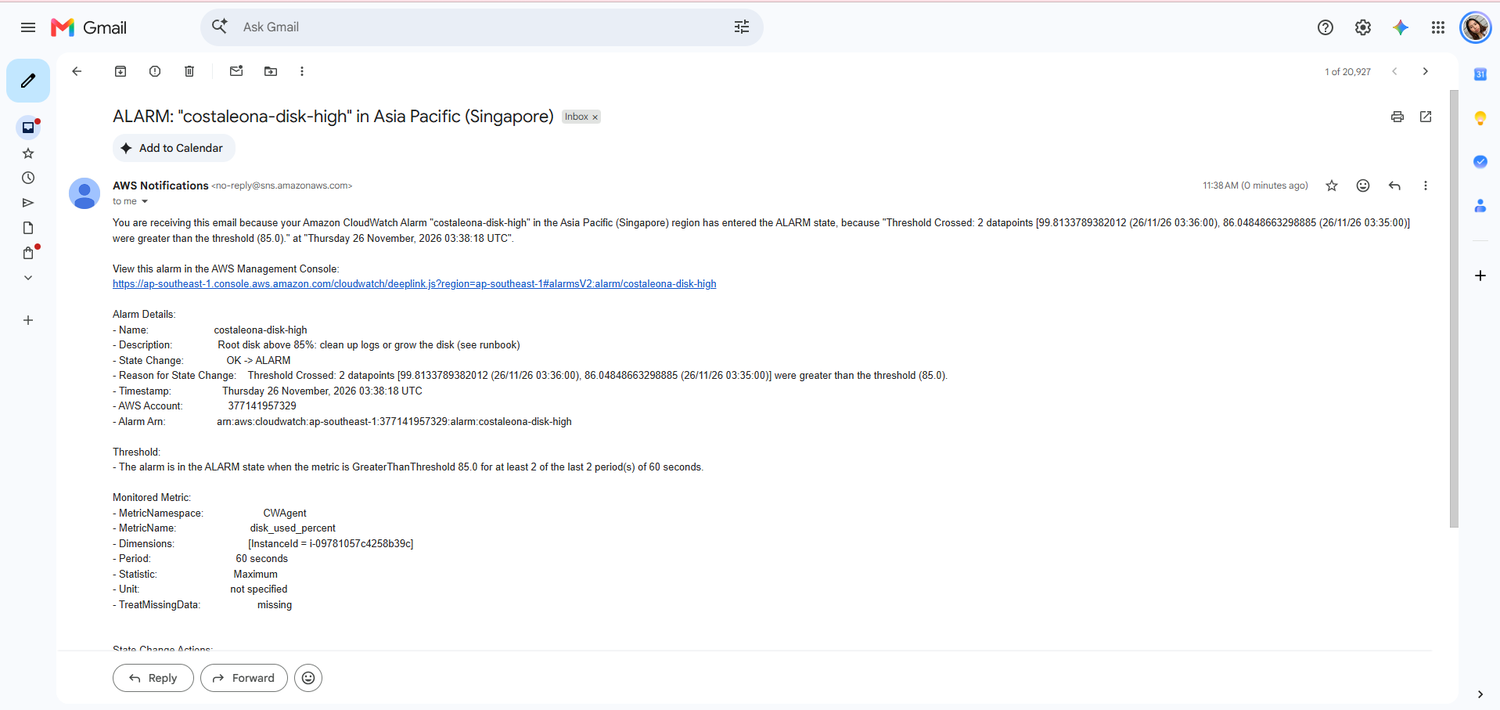 Gmail
Ask Gmail
1 of 20,927
31
ALARM: "costaleona-disk-high" in Asia Pacific (Singapore)
Inbox ×
Add to Calendar
AWS Notifications <no-reply@sns.amazonaws.com>
11:38 AM (0 minutes ago)
to me
You are receiving this email because your Amazon CloudWatch Alarm "costaleona-disk-high" in the Asia Pacific (Singapore) region has entered the ALARM state, because "Threshold Crossed: 2 datapoints [99.8133789382012 (26/11/26 03:36:00), 86.04848663298885 (26/11/26 03:35:00)]
were greater than the threshold (85.0)." at "Thursday 26 November, 2026 03:38:18 UTC".
View this alarm in the AWS Management Console:
https://ap-southeast-1.console.aws.amazon.com/cloudwatch/deeplink.js?region=ap-southeast-1#alarmsV2:alarm/costaleona-disk-high
Alarm Details:
- Name: costaleona-disk-high
- Description: Root disk above 85%: clean up logs or grow the disk (see runbook)
- State Change: OK -> ALARM
- Reason for State Change: Threshold Crossed: 2 datapoints [99.8133789382012 (26/11/26 03:36:00), 86.04848663298885 (26/11/26 03:35:00)] were greater than the threshold (85.0).
- Timestamp: Thursday 26 November, 2026 03:38:18 UTC
- AWS Account: 377141957329
- Alarm Arn: arn:aws:cloudwatch:ap-southeast-1:377141957329:alarm:costaleona-disk-high
Threshold:
- The alarm is in the ALARM state when the metric is GreaterThanThreshold 85.0 for at least 2 of the last 2 period(s) of 60 seconds.
Monitored Metric:
- MetricNamespace: CWAgent
- MetricName: disk_used_percent
- Dimensions: [InstanceId = i-09781057c4258b39c]
- Period: 60 seconds
- Statistic: Maximum
- Unit: not specified
- TreatMissingData: missing
State Change Actions:
Reply
Forward